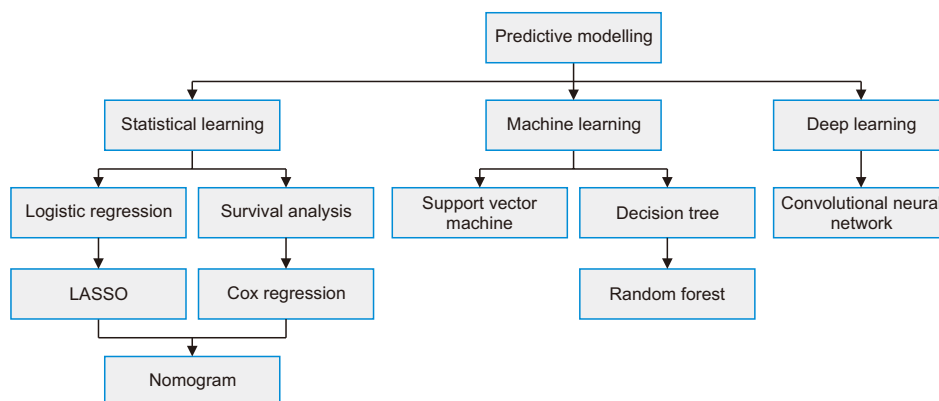 Predictive modelling
Statistical learning
Machine learning
Deep learning
Logistic regression
Survival analysis
Support vector
machine
Decision tree
Convolutional neural
network
LASSO
Cox regression
Random forest
Nomogram